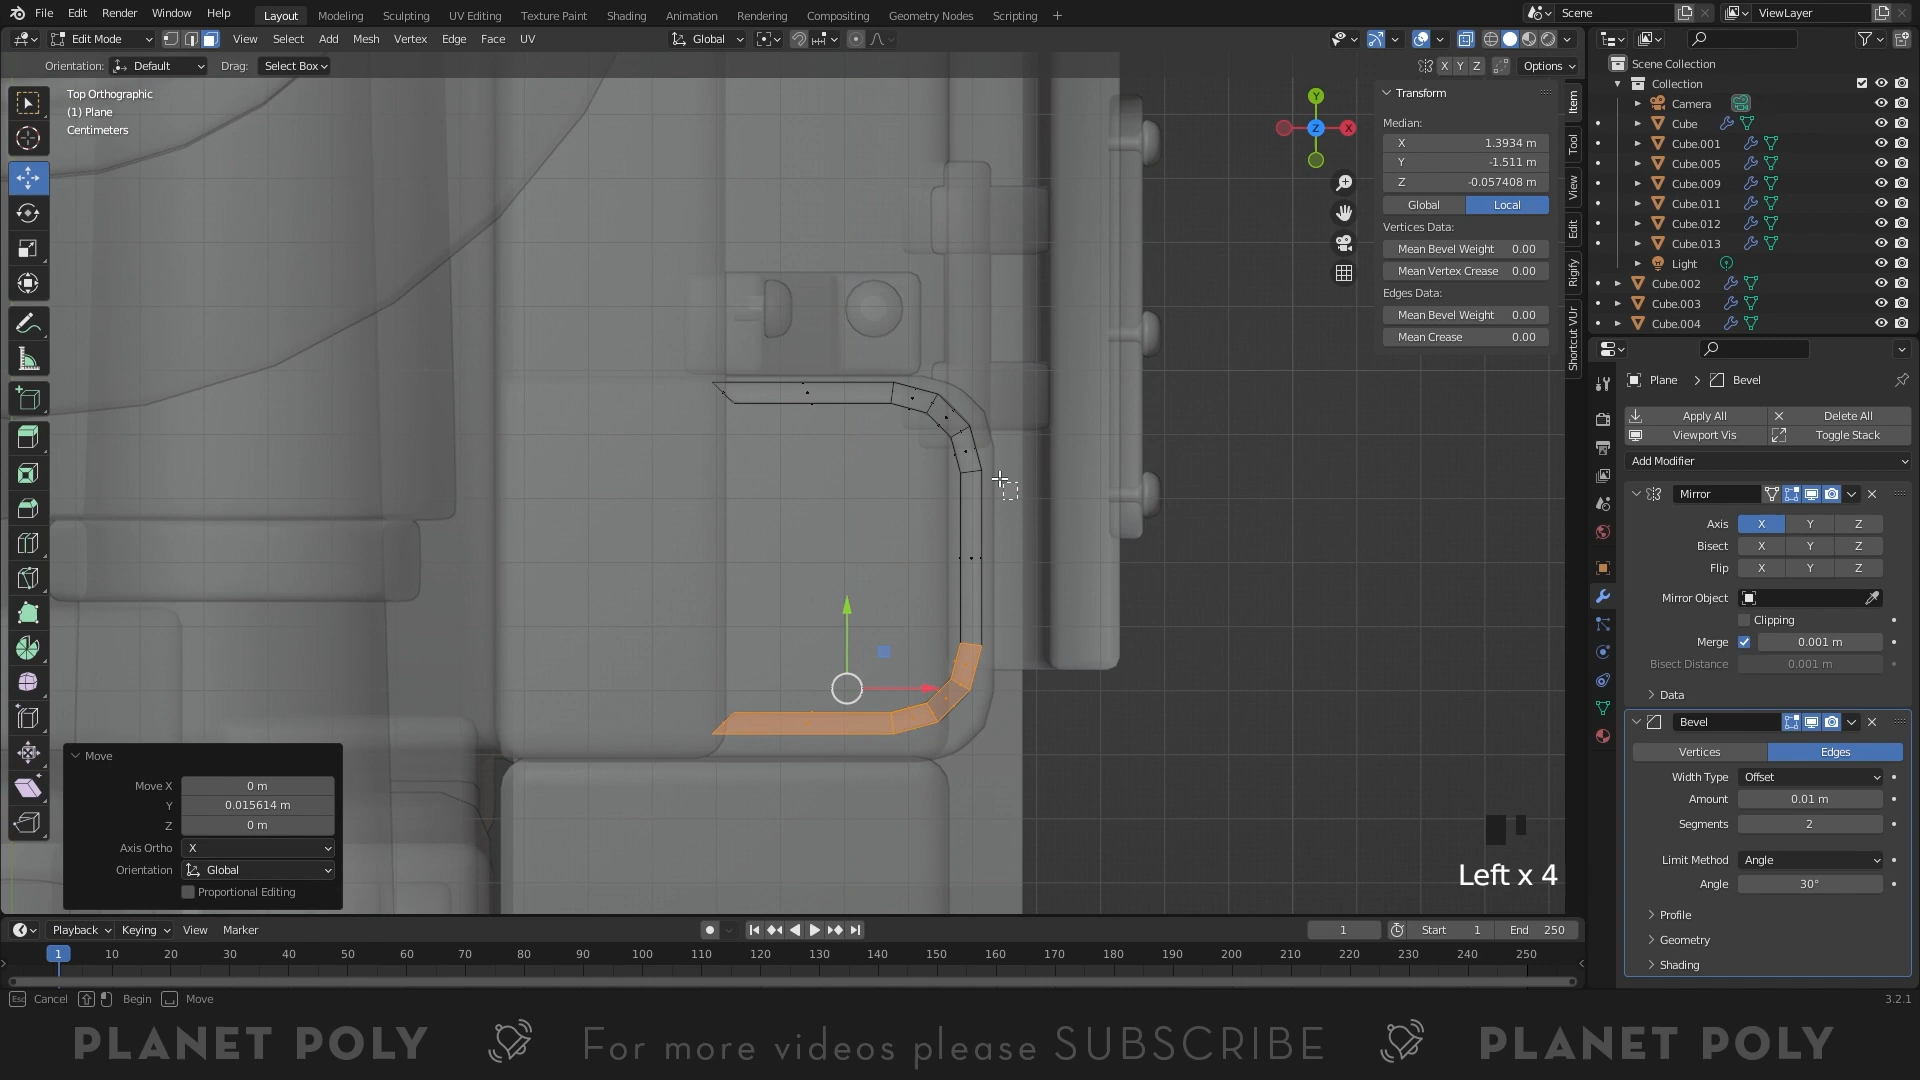 File Edit Render Window Help Layout Modeling Sculpting UV Editing Texture Paint Shading Animation Rendering Compositing Geometry Nodes Scripting + Scene ViewLayer
Edit Mode View Select Add Mesh Vertex Edge Face UV Global
Orientation: Default Drag: Select Box X Y Z Options
Top Orthographic
(1) Plane
Centimeters
Y
Z
X
Transform
Median:
X 1.3934 m
Y -1.511 m
Z -0.057408 m
Global Local
Vertices Data:
Mean Bevel Weight 0.00
Mean Vertex Crease 0.00
Edges Data:
Mean Bevel Weight 0.00
Mean Crease 0.00
Item
Tool
View
Edit
Rigify
Shortcut VUr
Scene Collection
Collection
Camera
Cube
Cube.001
Cube.005
Cube.009
Cube.011
Cube.012
Cube.013
Light
Cube.002
Cube.003
Cube.004
Plane > Bevel
Apply All Delete All
Viewport Vis Toggle Stack
Add Modifier
Mirror
Axis X Y Z
Bisect X Y Z
Flip X Y Z
Mirror Object
Clipping
Merge 0.001 m
Bisect Distance 0.001 m
Data
Bevel
Vertices Edges
Width Type Offset
Amount 0.01 m
Segments 2
Limit Method Angle
Angle 30°
Profile
Geometry
Shading
Move
Move X 0 m
Y 0.015614 m
Z 0 m
Axis Ortho X
Orientation Global
Proportional Editing
Left x 4
Playback Keying View Marker 1 Start 1 End 250
1 10 20 30 40 50 60 70 80 90 100 110 120 130 140 150 160 170 180 190 200 210 220 230 240 250
Esc Cancel Begin Move 3.2.1
PLANET POLY For more videos please SUBSCRIBE PLANET POLY